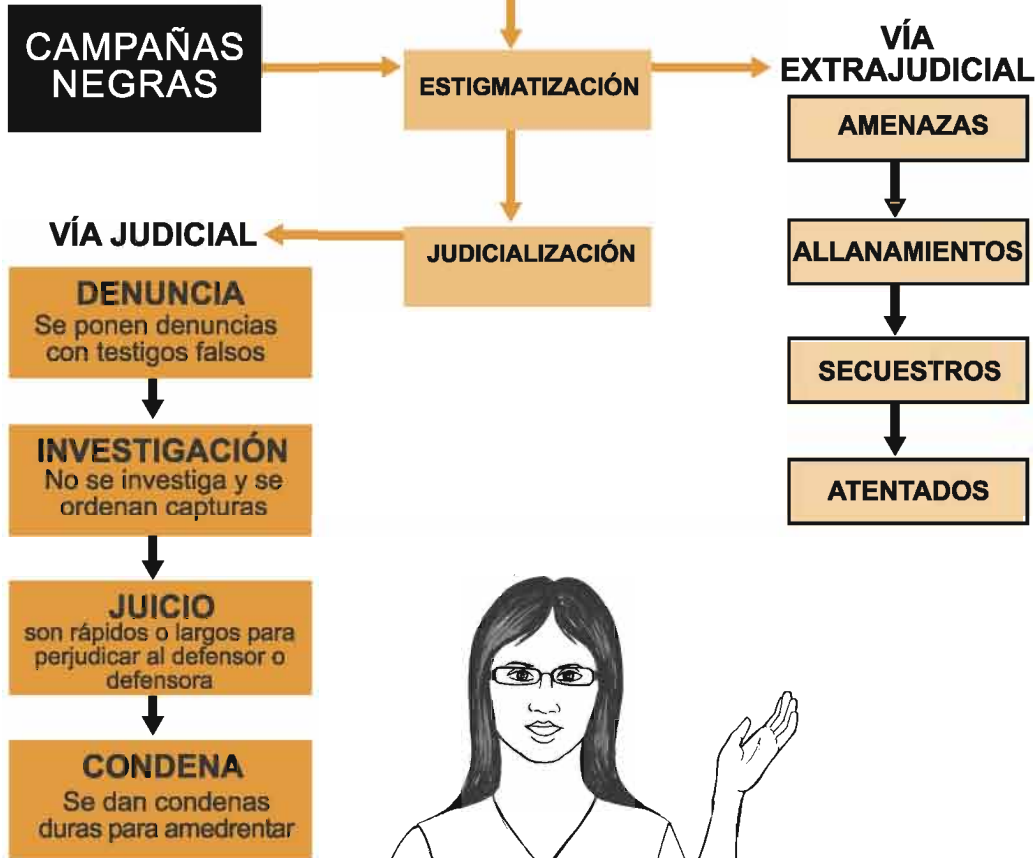 CAMPAÑAS
NEGRAS
ESTIGMATIZACIÓN
VÍA
EXTRAJUDICIAL
AMENAZAS
ALLANAMIENTOS
SECUESTROS
ATENTADOS
JUDICIALIZACIÓN
VÍA JUDICIAL
DENUNCIA
Se ponen denuncias
con testigos falsos
INVESTIGACIÓN
No se investiga y se
ordenan capturas
JUICIO
son rápidos o largos para
perjudicar al defensor o
defensora
CONDENA
Se dan condenas
duras para amedrentar